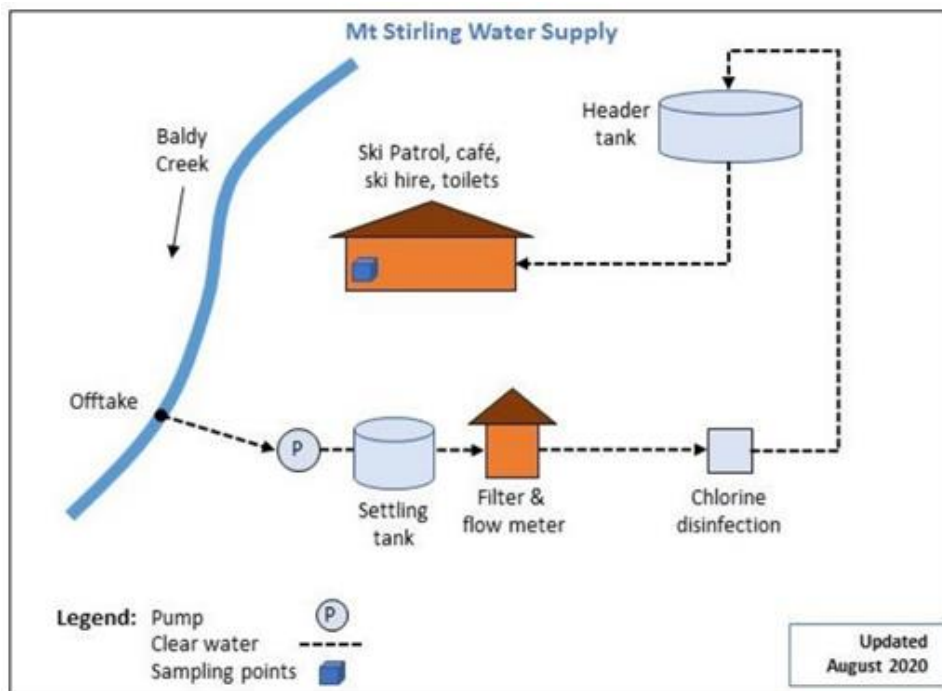 Mt Stirling Water Supply
Baldy
Creek
Ski Patrol, café,
ski hire, toilets
Header
tank
Offtake
P
Settling
tank
Filter &
flow meter
Chlorine
disinfection
Legend: Pump P
Clear water
Sampling points
Updated
August 2020